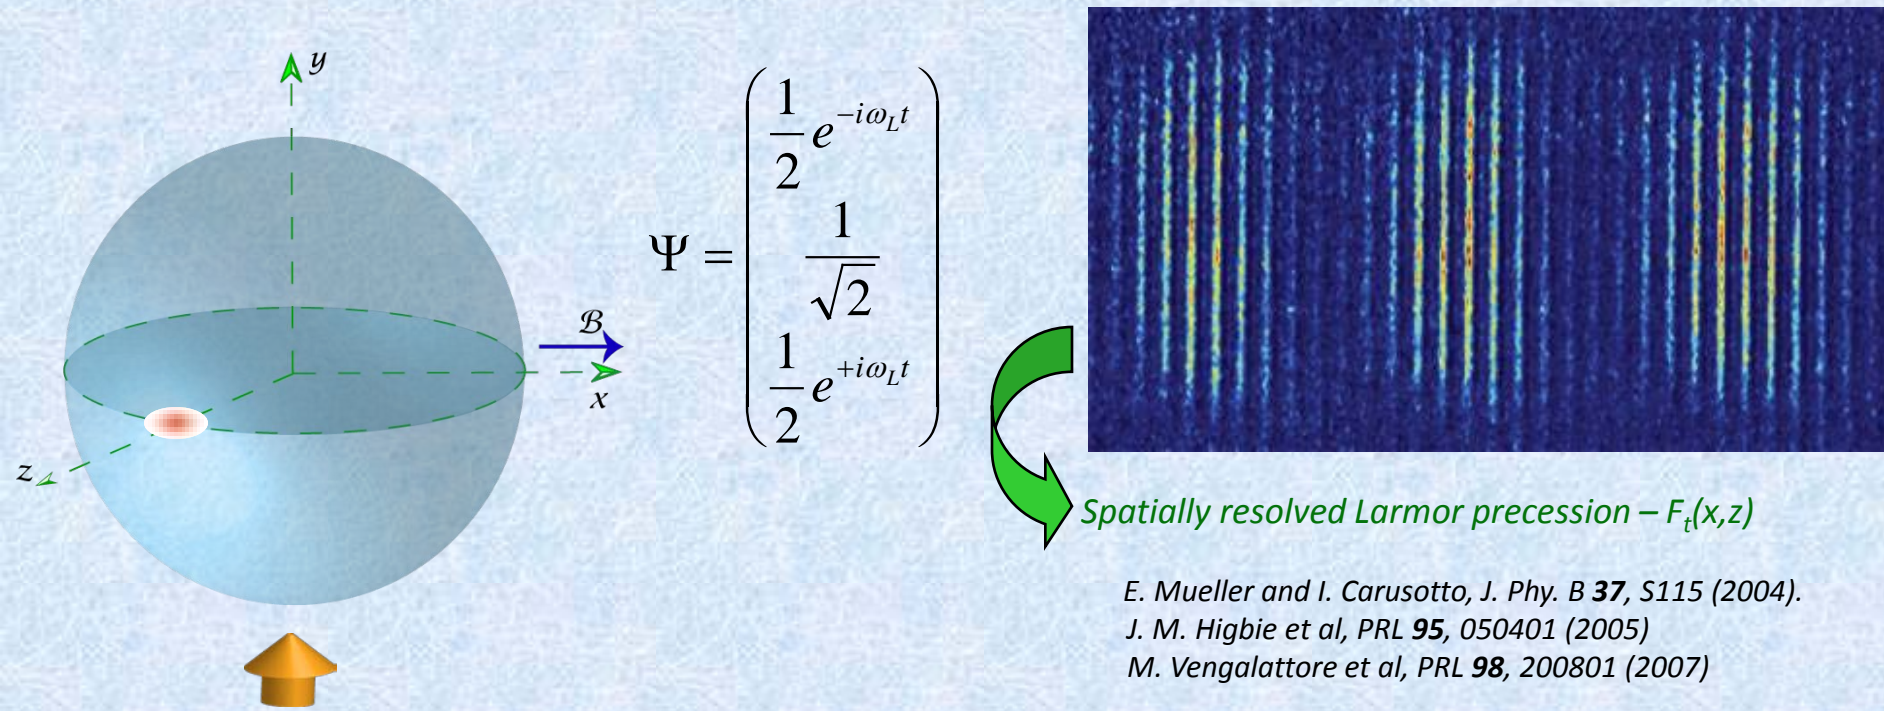 y
B
x
z
Ψ = ( 1/2 e^{-iω_L t} 1/√2 1/2 e^{+iω_L t} )
Spatially resolved Larmor precession – F_t(x,z)
E. Mueller and I. Carusotto, J. Phy. B 37, S115 (2004).
J. M. Higbie et al, PRL 95, 050401 (2005)
M. Vengalattore et al, PRL 98, 200801 (2007)